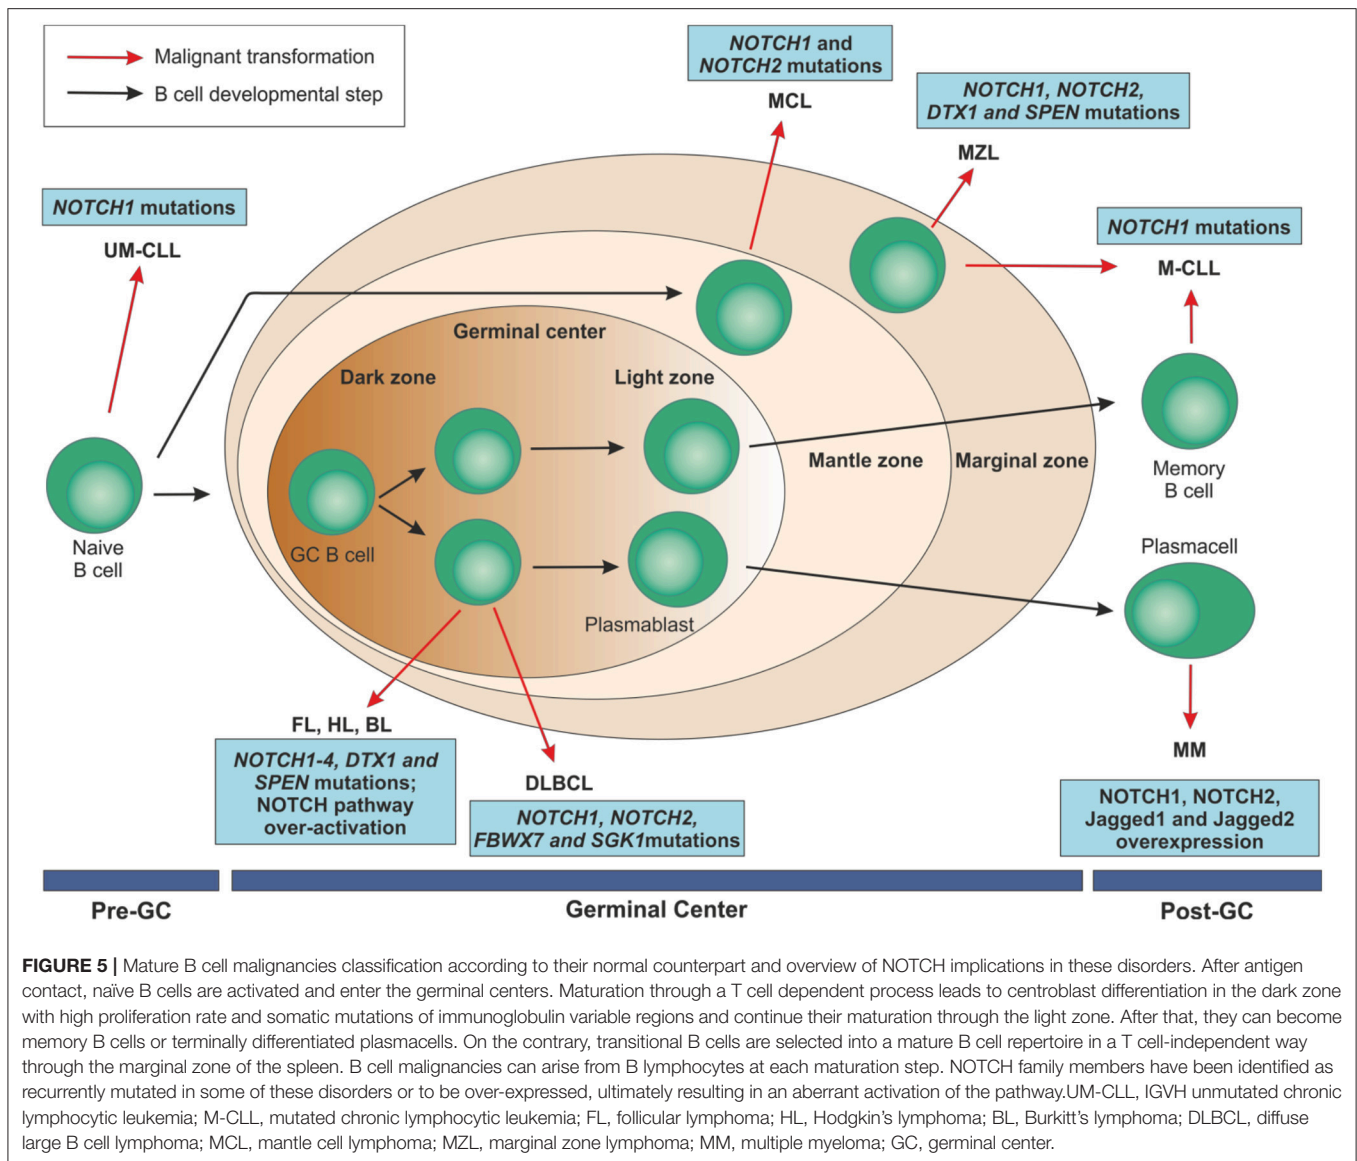 Malignant transformation
B cell developmental step
NOTCH1 and
NOTCH2 mutations
MCL
NOTCH1, NOTCH2,
DTX1 and SPEN mutations
MZL
NOTCH1 mutations
UM-CLL
NOTCH1 mutations
M-CLL
Germinal center
Dark zone
Light zone
Mantle zone
Marginal zone
Memory
B cell
Naive
B cell
GC B cell
Plasmacell
Plasmablast
FL, HL, BL
NOTCH1-4, DTX1 and
SPEN mutations;
NOTCH pathway
over-activation
DLBCL
NOTCH1, NOTCH2,
FBWX7 and SGK1mutations
MM
NOTCH1, NOTCH2,
Jagged1 and Jagged2
overexpression
Pre-GC
Germinal Center
Post-GC
FIGURE 5 | Mature B cell malignancies classification according to their normal counterpart and overview of NOTCH implications in these disorders. After antigen
contact, naïve B cells are activated and enter the germinal centers. Maturation through a T cell dependent process leads to centroblast differentiation in the dark zone
with high proliferation rate and somatic mutations of immunoglobulin variable regions and continue their maturation through the light zone. After that, they can become
memory B cells or terminally differentiated plasmacells. On the contrary, transitional B cells are selected into a mature B cell repertoire in a T cell-independent way
through the marginal zone of the spleen. B cell malignancies can arise from B lymphocytes at each maturation step. NOTCH family members have been identified as
recurrently mutated in some of these disorders or to be over-expressed, ultimately resulting in an aberrant activation of the pathway.UM-CLL, IGVH unmutated chronic
lymphocytic leukemia; M-CLL, mutated chronic lymphocytic leukemia; FL, follicular lymphoma; HL, Hodgkin's lymphoma; BL, Burkitt's lymphoma; DLBCL, diffuse
large B cell lymphoma; MCL, mantle cell lymphoma; MZL, marginal zone lymphoma; MM, multiple myeloma; GC, germinal center.